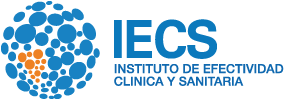 IECS
INSTITUTO DE EFECTIVIDAD
CLINICA Y SANITARIA